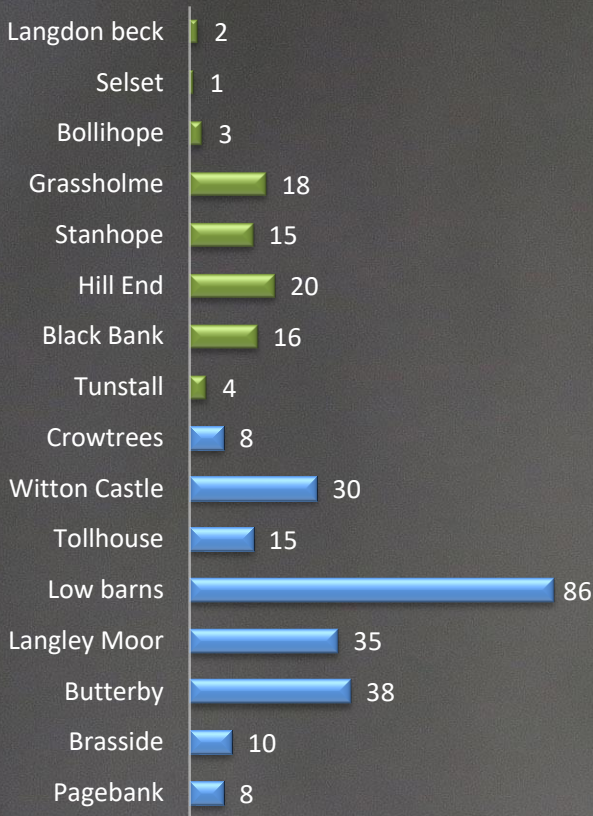 Langdon beck 2
Selset 1
Bollihope 3
Grassholme 18
Stanhope 15
Hill End 20
Black Bank 16
Tunstall 4
Crowtrees 8
Witton Castle 30
Tollhouse 15
Low barns 86
Langley Moor 35
Butterby 38
Brasside 10
Pagebank 8